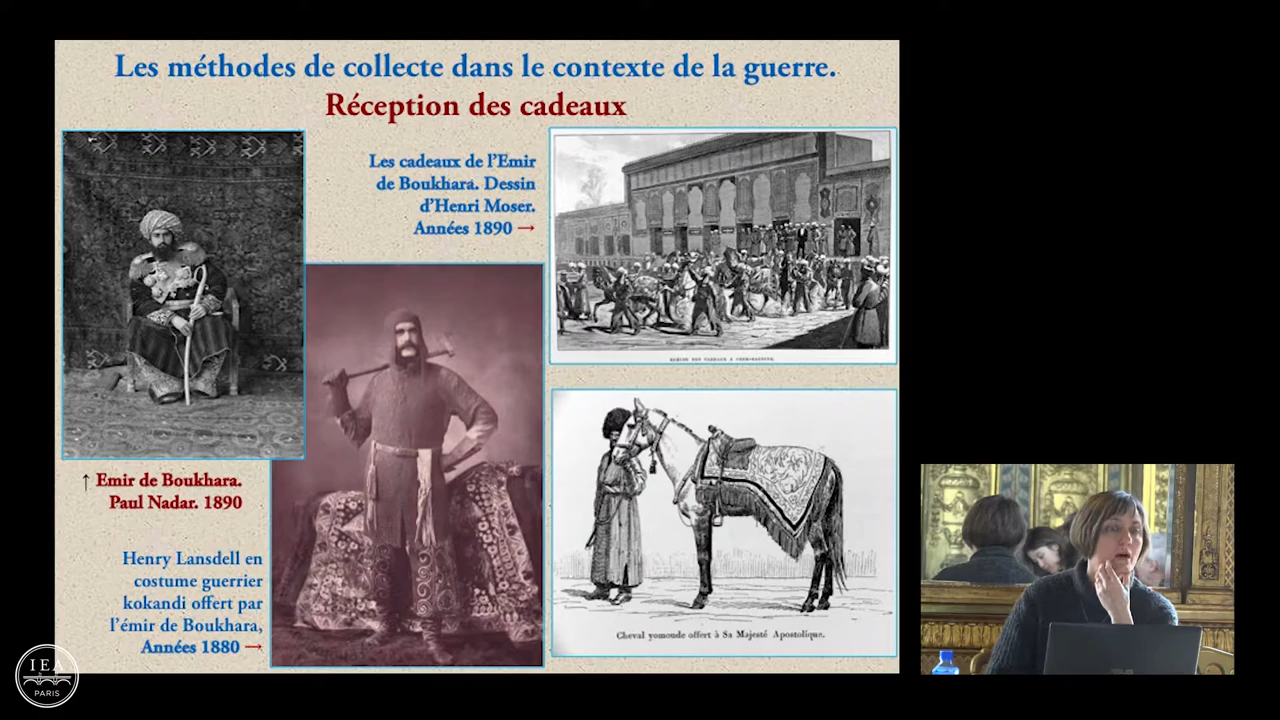 Les méthodes de collecte dans le contexte de la guerre.
Réception des cadeaux
Les cadeaux de l'Emir
de Boukhara. Dessin
d'Henri Moser.
Années 1890 →
↑ Emir de Boukhara.
Paul Nadar. 1890
Henry Lansdell en
costume guerrier
kokandi offert par
l'émir de Boukhara,
Années 1880 →
Cheval yomoude offert à Sa Majesté Apostolique.
IEA
PARIS